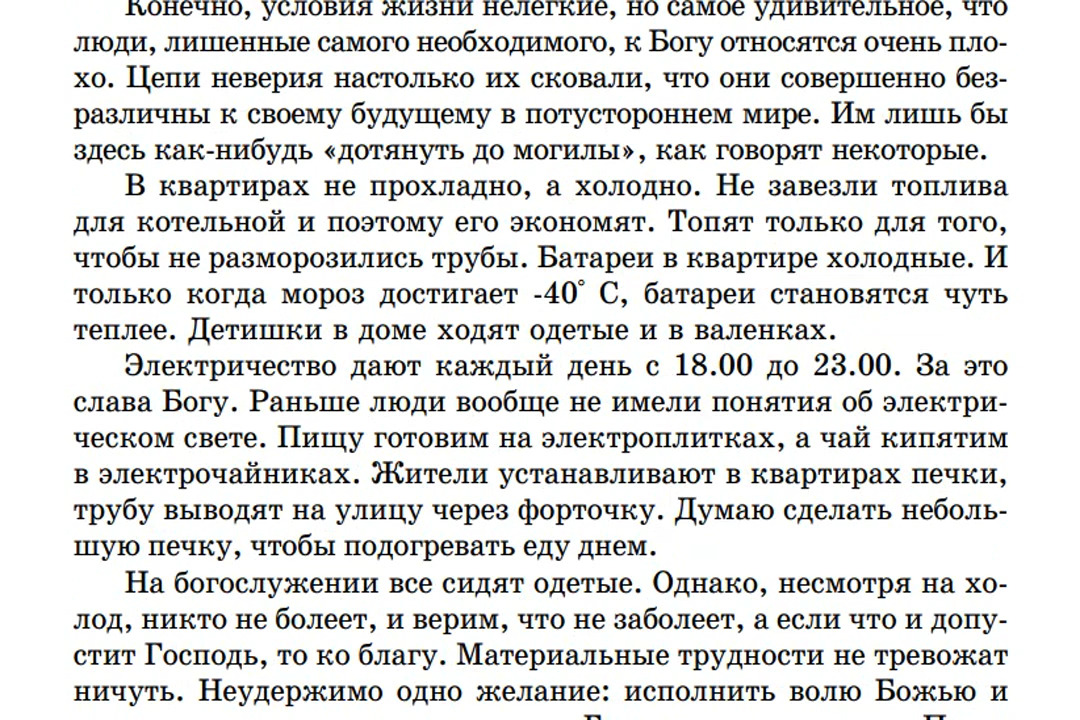 Конечно, условия жизни нелегкие, но самое удивительное, что
люди, лишенные самого необходимого, к Богу относятся очень пло-
хо. Цепи неверия настолько их сковали, что они совершенно без-
различны к своему будущему в потустороннем мире. Им лишь бы
здесь как-нибудь «дотянуть до могилы», как говорят некоторые.
В квартирах не прохладно, а холодно. Не завезли топлива
для котельной и поэтому его экономят. Топят только для того,
чтобы не разморозились трубы. Батареи в квартире холодные. И
только когда мороз достигает -40° С, батареи становятся чуть
теплее. Детишки в доме ходят одетые и в валенках.
Электричество дают каждый день с 18.00 до 23.00. За это
слава Богу. Раньше люди вообще не имели понятия об электри-
ческом свете. Пищу готовим на электроплитках, а чай кипятим
в электрочайниках. Жители устанавливают в квартирах печки,
трубу выводят на улицу через форточку. Думаю сделать неболь-
шую печку, чтобы подогревать еду днем.
На богослужении все сидят одетые. Однако, несмотря на хо-
лод, никто не болеет, и верим, что не заболеет, а если что и допу-
стит Господь, то ко благу. Материальные трудности не тревожат
ничуть. Неудержимо одно желание: исполнить волю Божью и